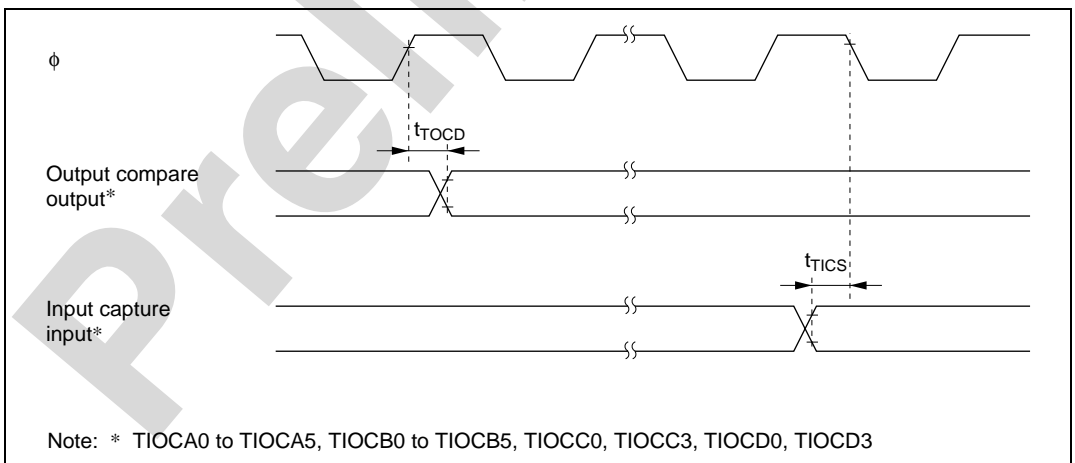 Preli
ϕ
tTOCD
Output compare
output*
tTICS
Input capture
input*
Note: * TIOCA0 to TIOCA5, TIOCB0 to TIOCB5, TIOCC0, TIOCC3, TIOCD0, TIOCD3